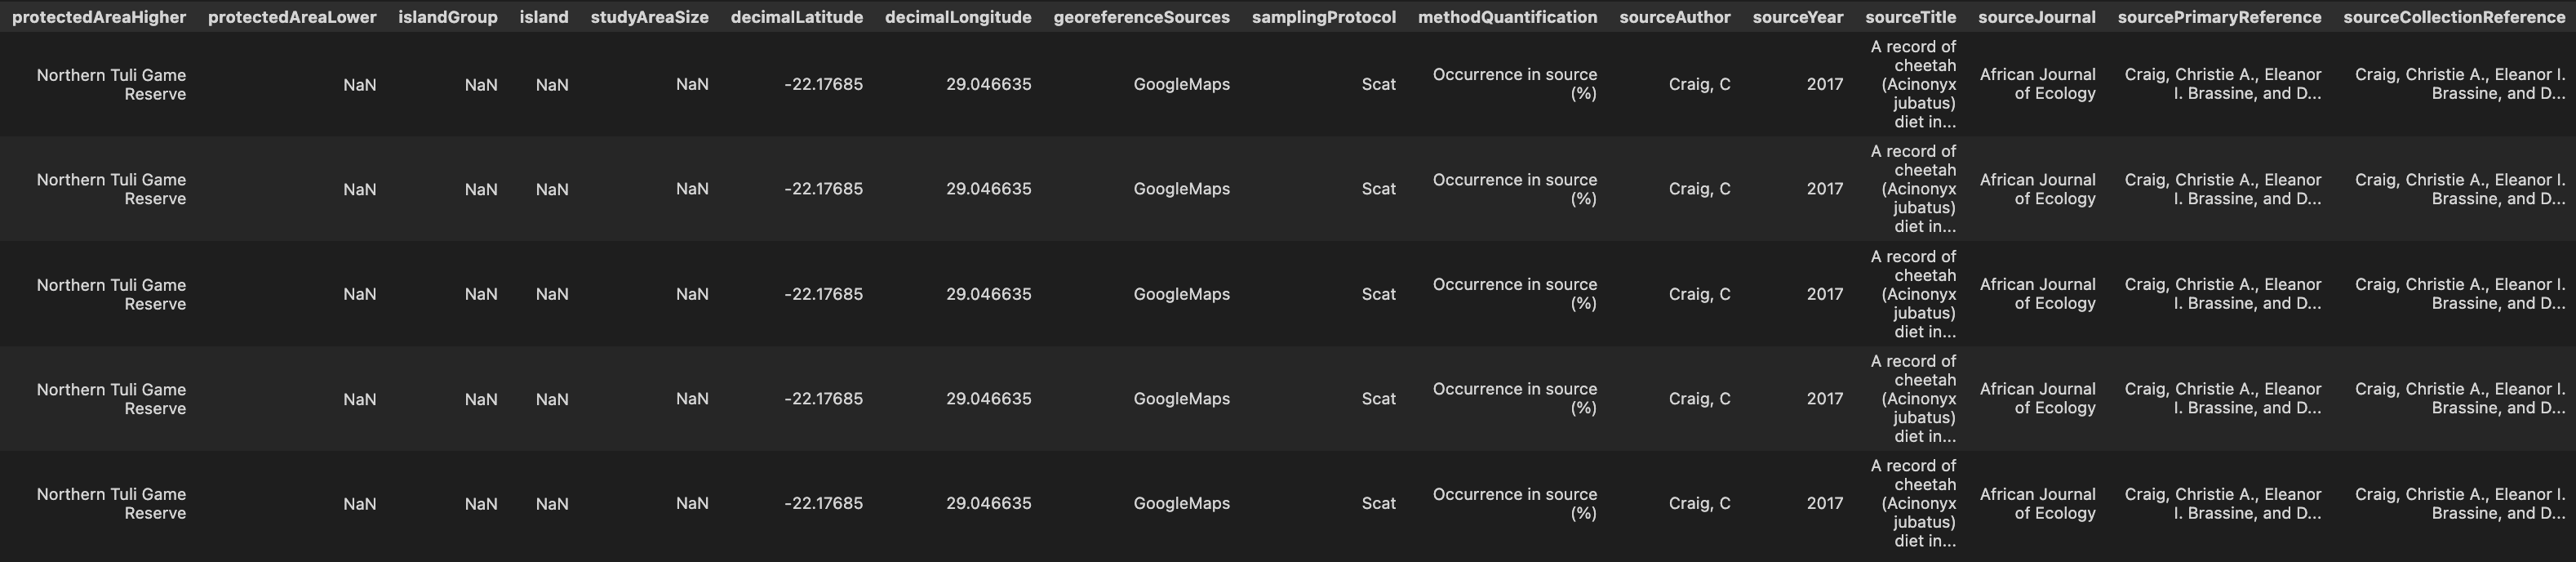 protectedAreaHigher protectedAreaLower islandGroup island studyAreaSize decimalLatitude decimalLongitude georeferenceSources samplingProtocol methodQuantification sourceAuthor sourceYear sourceTitle sourceJournal sourcePrimaryReference sourceCollectionReference
Northern Tuli Game Reserve NaN NaN NaN NaN -22.17685 29.046635 GoogleMaps Scat Occurrence in source (%) Craig, C 2017 A record of cheetah (Acinonyx jubatus) diet in... African Journal of Ecology Craig, Christie A., Eleanor I. Brassine, and D... Craig, Christie A., Eleanor I. Brassine, and D...
Northern Tuli Game Reserve NaN NaN NaN NaN -22.17685 29.046635 GoogleMaps Scat Occurrence in source (%) Craig, C 2017 A record of cheetah (Acinonyx jubatus) diet in... African Journal of Ecology Craig, Christie A., Eleanor I. Brassine, and D... Craig, Christie A., Eleanor I. Brassine, and D...
Northern Tuli Game Reserve NaN NaN NaN NaN -22.17685 29.046635 GoogleMaps Scat Occurrence in source (%) Craig, C 2017 A record of cheetah (Acinonyx jubatus) diet in... African Journal of Ecology Craig, Christie A., Eleanor I. Brassine, and D... Craig, Christie A., Eleanor I. Brassine, and D...
Northern Tuli Game Reserve NaN NaN NaN NaN -22.17685 29.046635 GoogleMaps Scat Occurrence in source (%) Craig, C 2017 A record of cheetah (Acinonyx jubatus) diet in... African Journal of Ecology Craig, Christie A., Eleanor I. Brassine, and D... Craig, Christie A., Eleanor I. Brassine, and D...
Northern Tuli Game Reserve NaN NaN NaN NaN -22.17685 29.046635 GoogleMaps Scat Occurrence in source (%) Craig, C 2017 A record of cheetah (Acinonyx jubatus) diet in... African Journal of Ecology Craig, Christie A., Eleanor I. Brassine, and D... Craig, Christie A., Eleanor I. Brassine, and D...